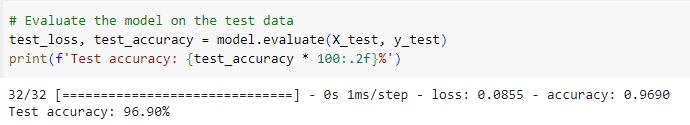 # Evaluate the model on the test data
test_loss, test_accuracy = model.evaluate(X_test, y_test)
print(f'Test accuracy: {test_accuracy * 100:.2f}%')
32/32 [==============================] - 0s 1ms/step - loss: 0.0855 - accuracy: 0.9690
Test accuracy: 96.90%